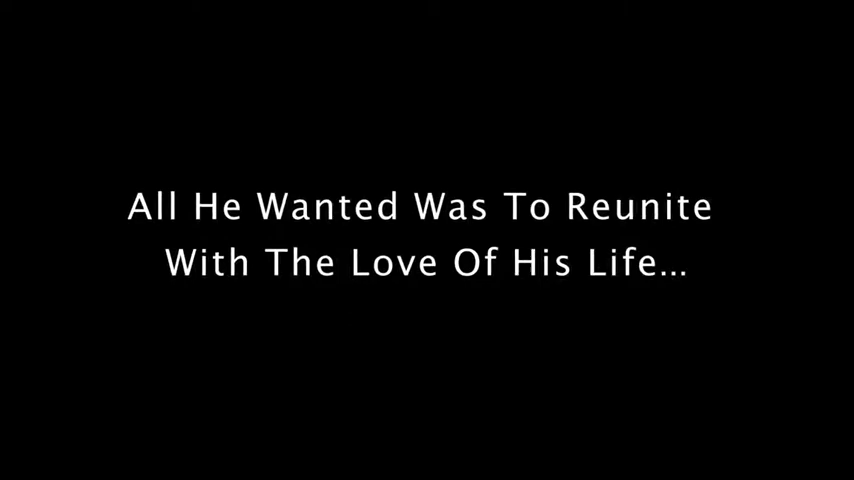 All He Wanted Was To Reunite
With The Love Of His Life...